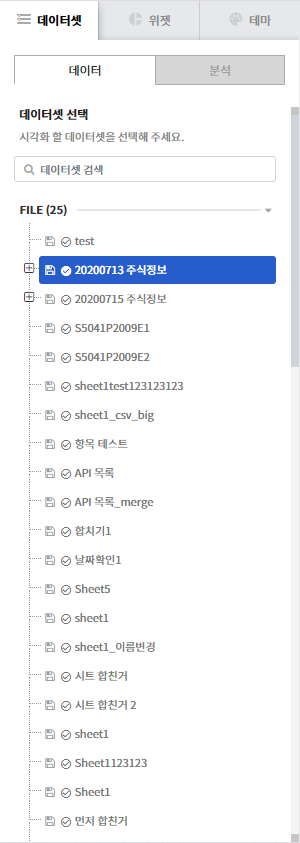 데이터셋 위젯 테마
데이터 분석
데이터셋 선택
시각화 할 데이터셋을 선택해 주세요.
데이터셋 검색
FILE (25)
test
20200713 주식정보
20200715 주식정보
S5041P2009E1
S5041P2009E2
sheet1test123123123
sheet1_csv_big
항목 테스트
API 목록
API 목록_merge
합치기1
날짜확인1
Sheet5
sheet1
sheet1_이름변경
시트 합친거
시트 합친거 2
sheet1
Sheet1123123
Sheet1
먼저 합친거